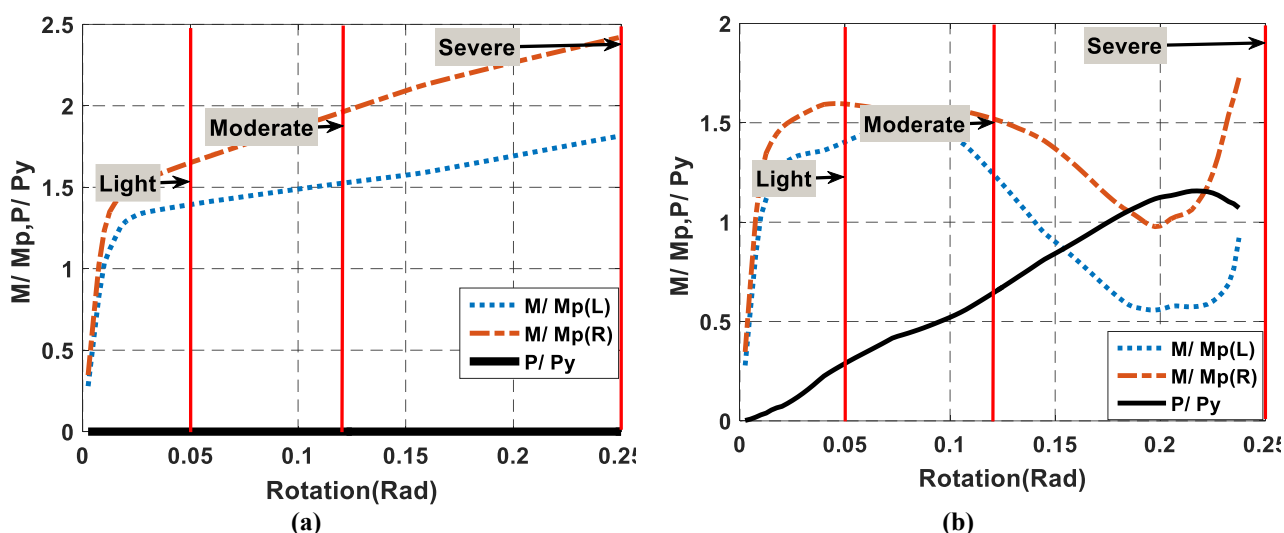 2.5
2
1.5
1
0.5
0
M/ Mp,P/ Py
Severe
Moderate
Light
M/ Mp(L)
M/ Mp(R)
P/ Py
0
0.05
0.1
0.15
0.2
0.25
Rotation(Rad)
(a)
2
1.5
1
0.5
0
M/ Mp,P/ Py
Severe
Moderate
Light
M/ Mp(L)
M/ Mp(R)
P/ Py
0
0.05
0.1
0.15
0.2
0.25
Rotation(Rad)
(b)